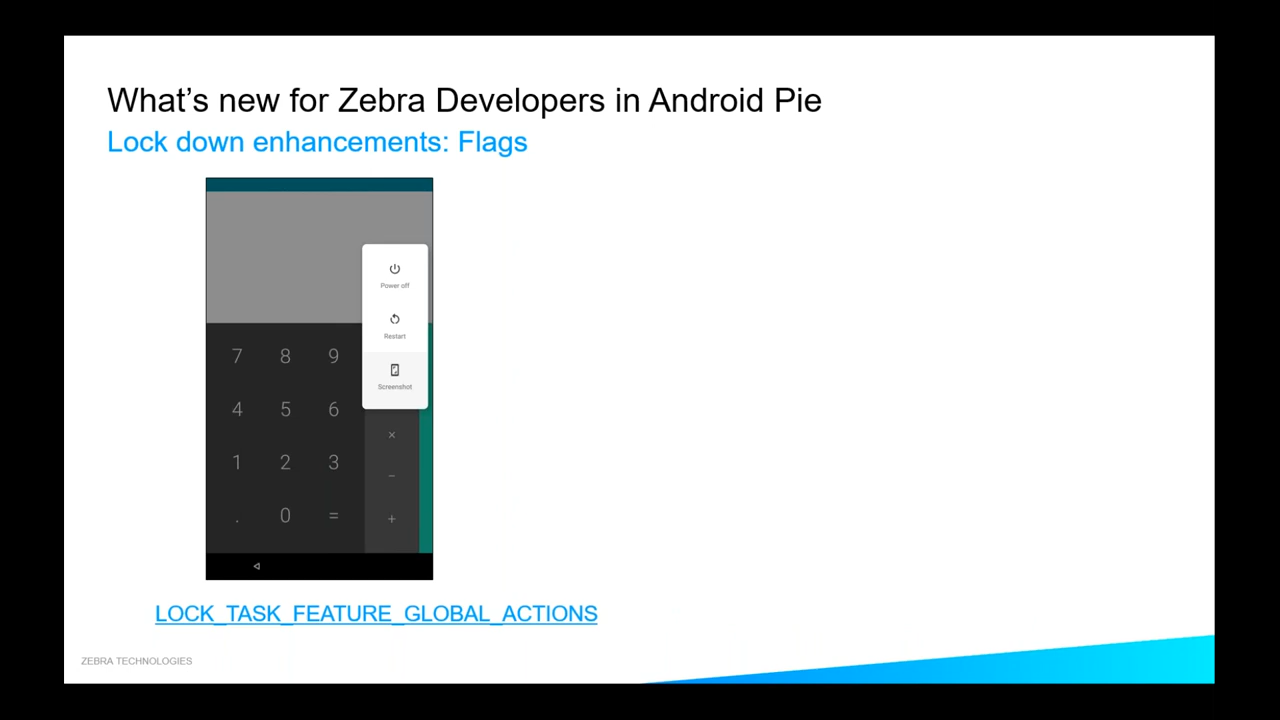 What's new for Zebra Developers in Android Pie
Lock down enhancements: Flags
Power off
Restart
Screenshot
7 8 9
4 5 6
×
1 2 3
−
. 0 =
+
LOCK_TASK_FEATURE_GLOBAL_ACTIONS
ZEBRA TECHNOLOGIES